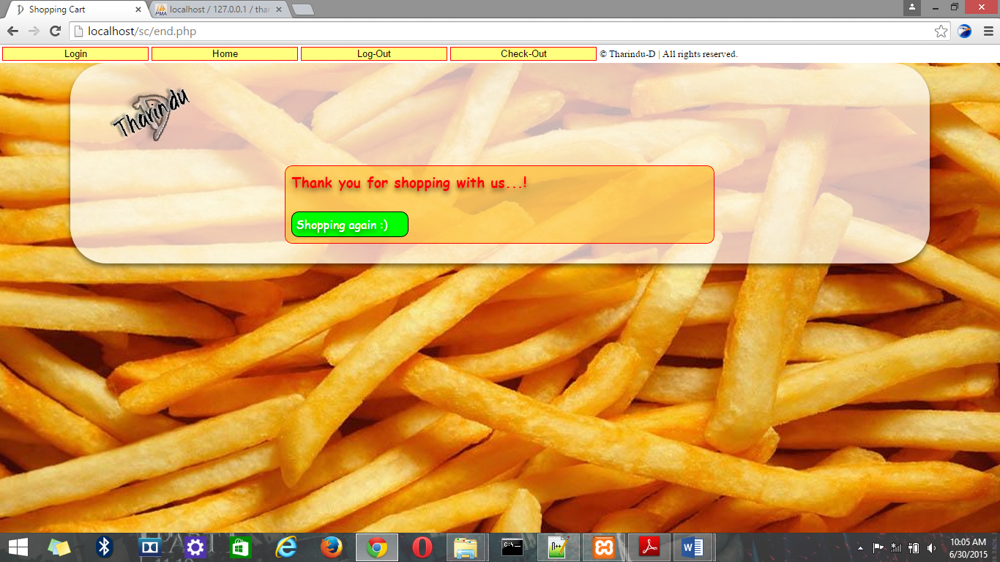 Shopping Cart
localhost / 127.0.0.1 / thar
localhost/sc/end.php
Login Home Log-Out Check-Out © Tharindu-D | All rights reserved.
Tharindu
Thank you for shopping with us...!
Shopping again :)
10:05 AM
6/30/2015